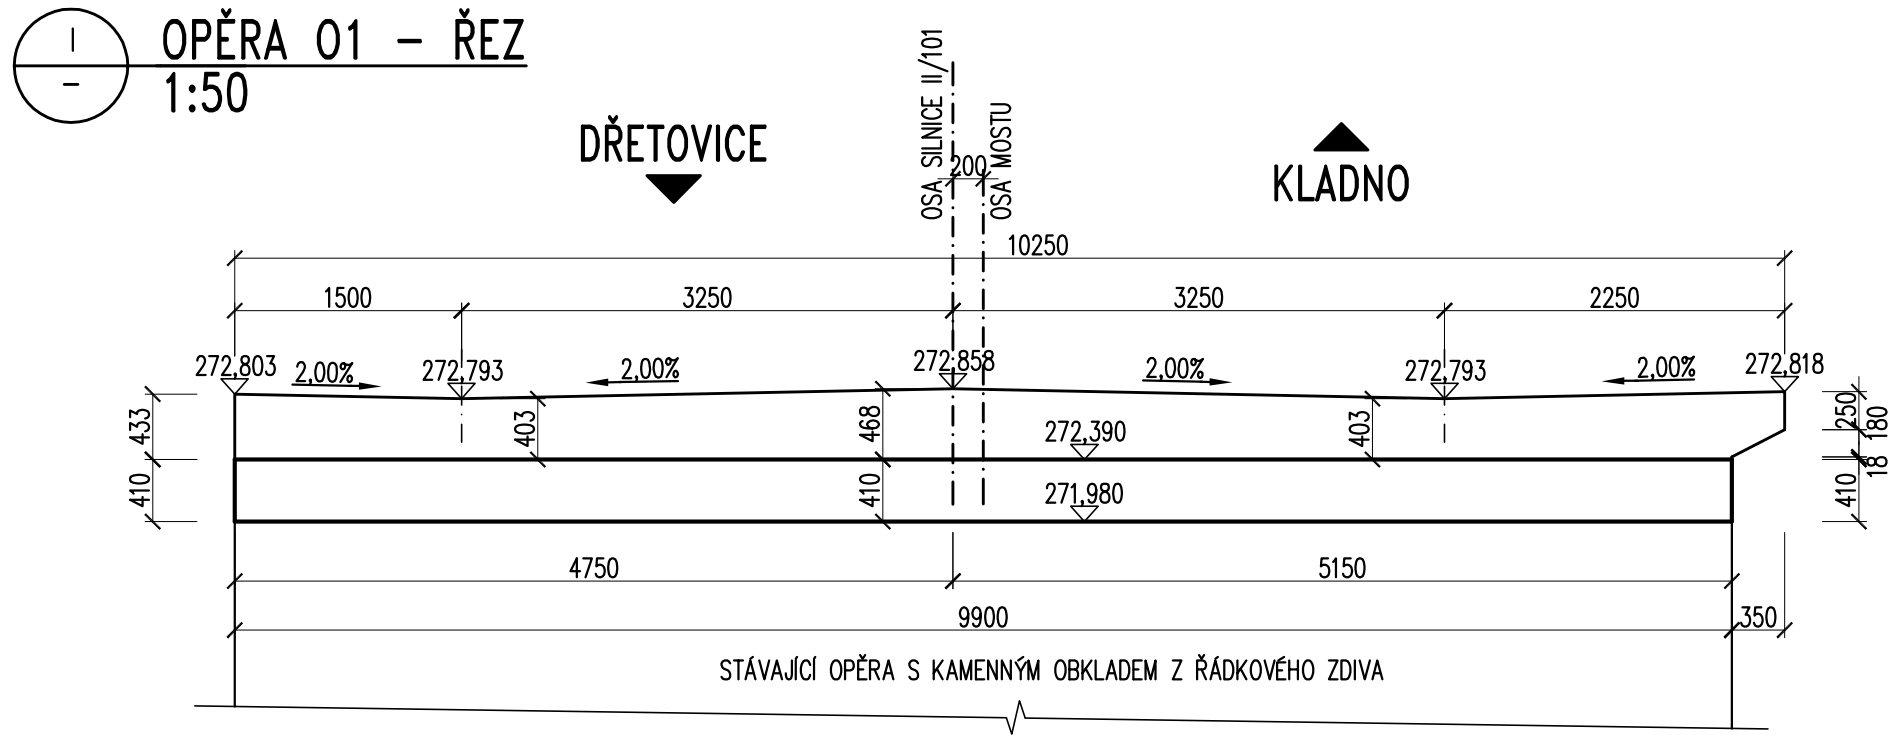 OPĚRA O1 – ŘEZ
1:50
DŘETOVICE
OSA SILNICE II/101
200
OSA MOSTU
KLADNO
10250
1500 3250 3250 2250
272,803 2,00% 272,793 2,00% 272,858 2,00% 272,793 2,00% 272,818
433 403 468 272,390 403 250 180
410 410 271,980 410 18
4750 5150
9900 350
STÁVAJÍCÍ OPĚRA S KAMENNÝM OBKLADEM Z ŘÁDKOVÉHO ZDIVA